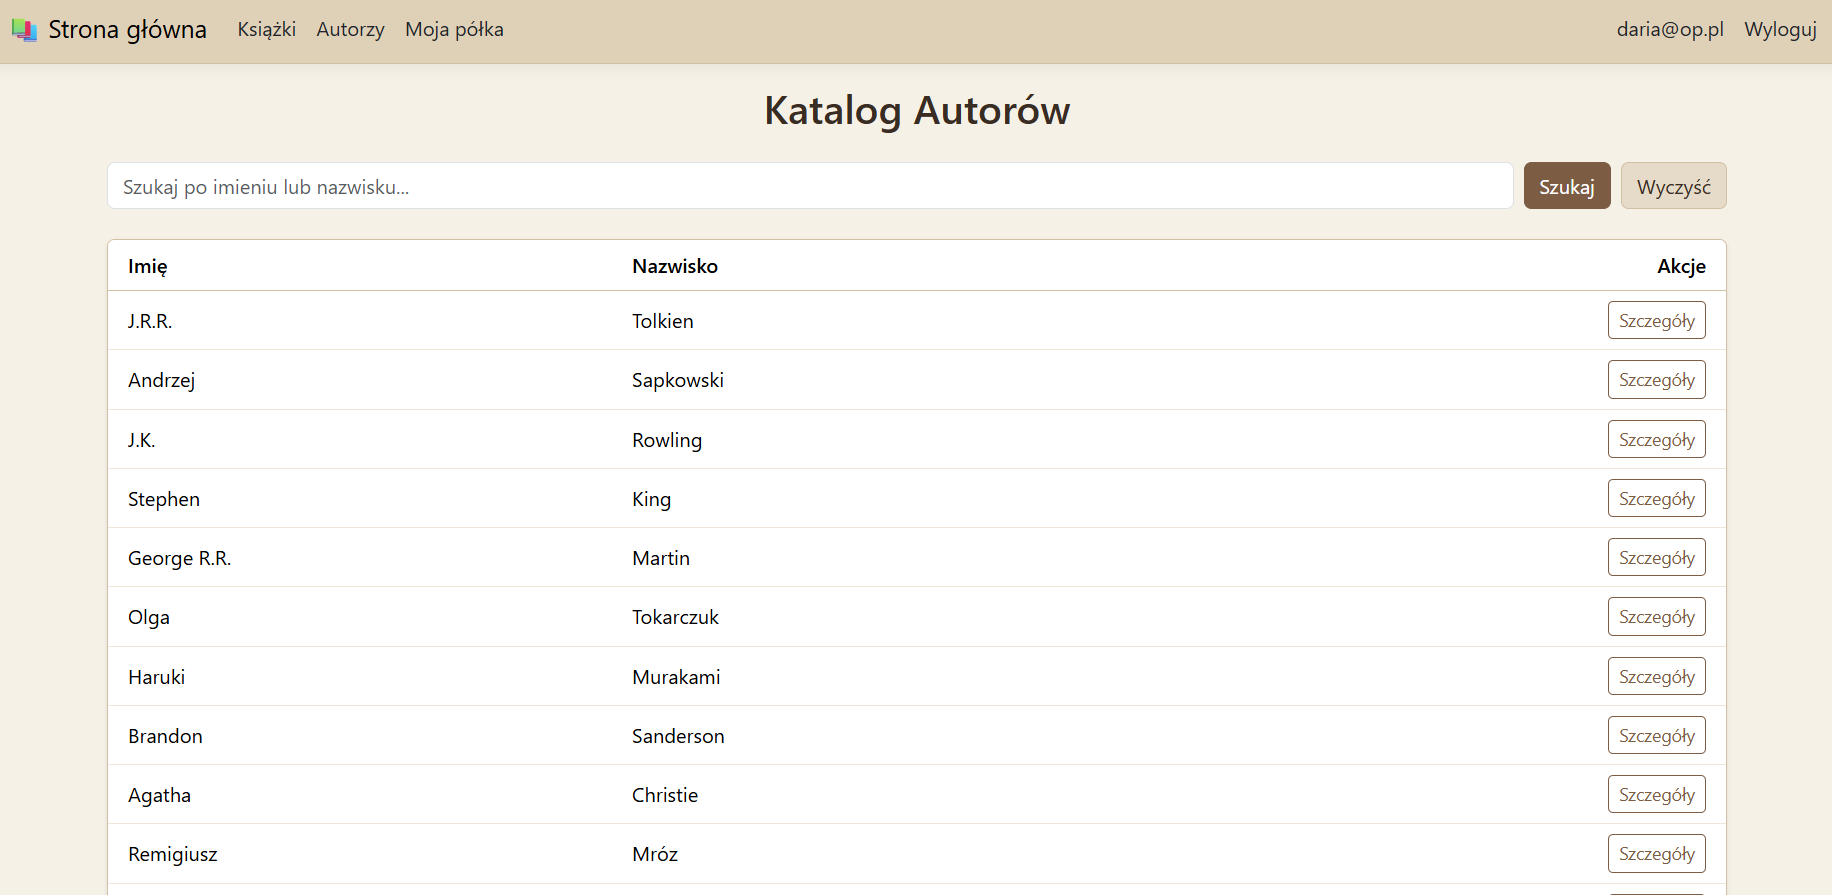 Strona główna Książki Autorzy Moja półka daria@op.pl Wyloguj
Katalog Autorów
Szukaj po imieniu lub nazwisku... Szukaj Wyczyść
Imię Nazwisko Akcje
J.R.R. Tolkien Szczegóły
Andrzej Sapkowski Szczegóły
J.K. Rowling Szczegóły
Stephen King Szczegóły
George R.R. Martin Szczegóły
Olga Tokarczuk Szczegóły
Haruki Murakami Szczegóły
Brandon Sanderson Szczegóły
Agatha Christie Szczegóły
Remigiusz Mróz Szczegóły